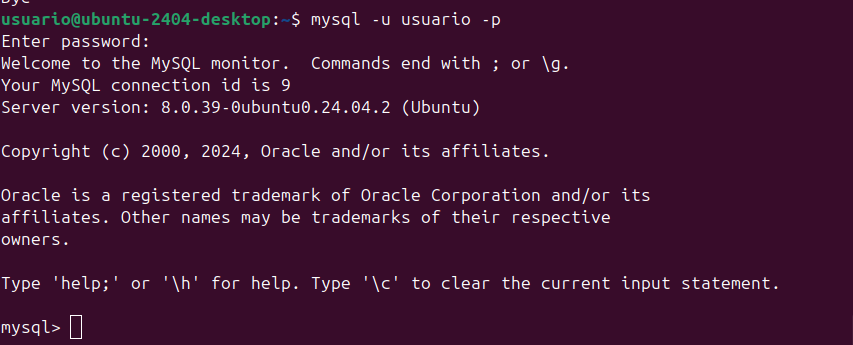 Bye
usuario@ubuntu-2404-desktop:~$ mysql -u usuario -p
Enter password:
Welcome to the MySQL monitor.  Commands end with ; or \g.
Your MySQL connection id is 9
Server version: 8.0.39-0ubuntu0.24.04.2 (Ubuntu)

Copyright (c) 2000, 2024, Oracle and/or its affiliates.

Oracle is a registered trademark of Oracle Corporation and/or its
affiliates. Other names may be trademarks of their respective
owners.

Type 'help;' or '\h' for help. Type '\c' to clear the current input statement.

mysql>